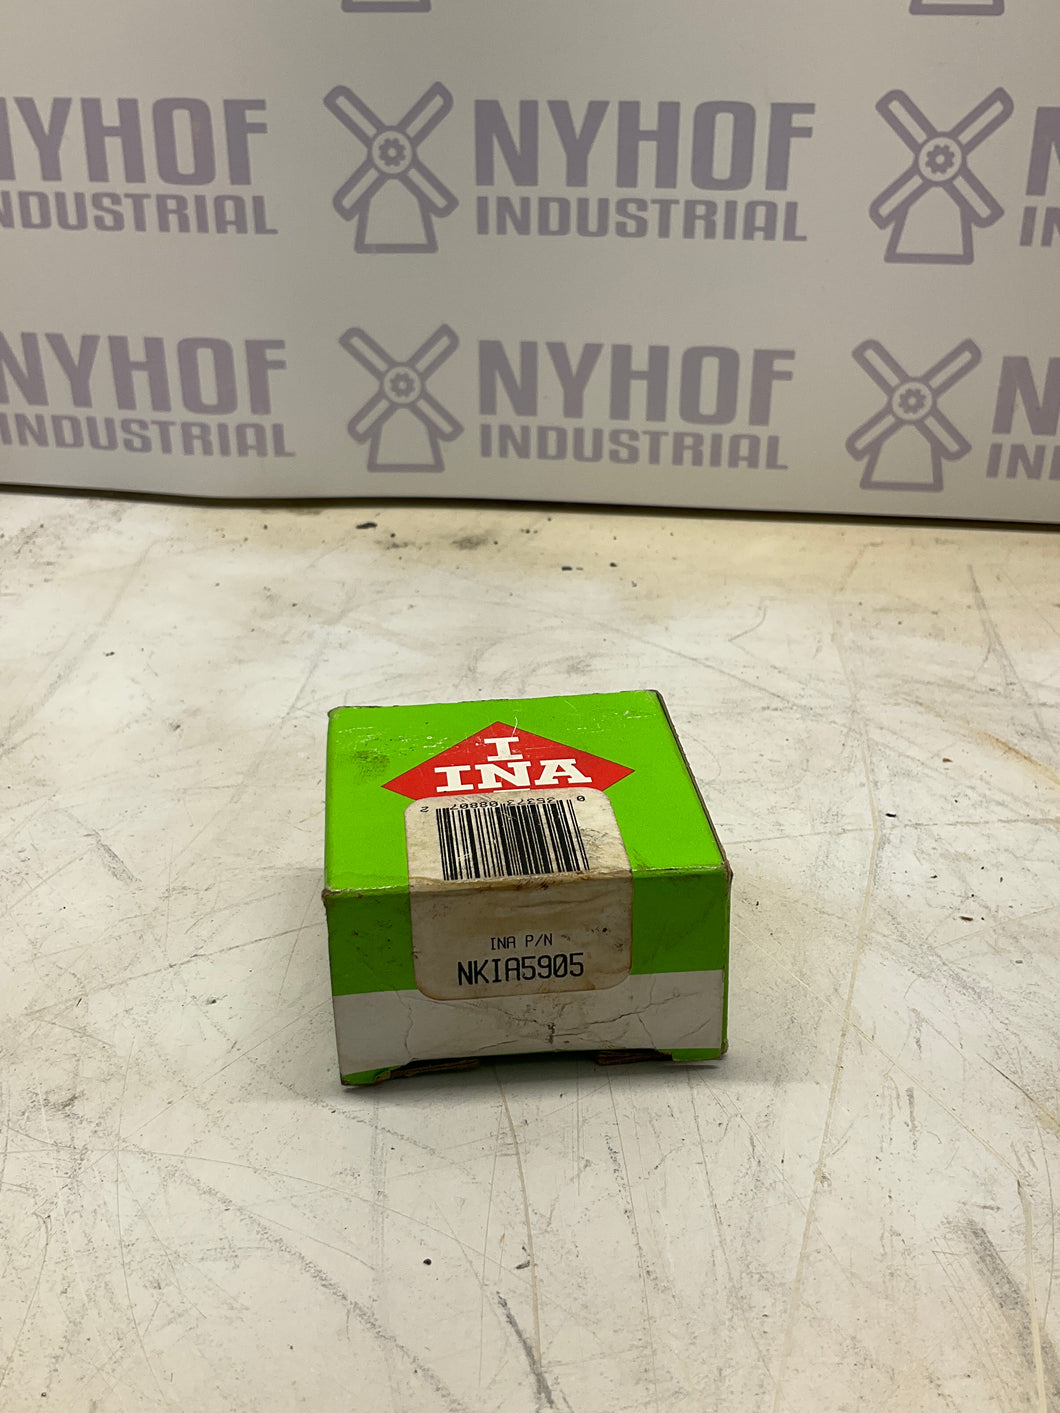 NYHOF
INDUSTRIAL
NYHOF
INDUSTRIAL
NYHOF
INDUSTRIAL
NYHOF
INDUSTRIAL
I
INA
INA P/N
NKIA5905